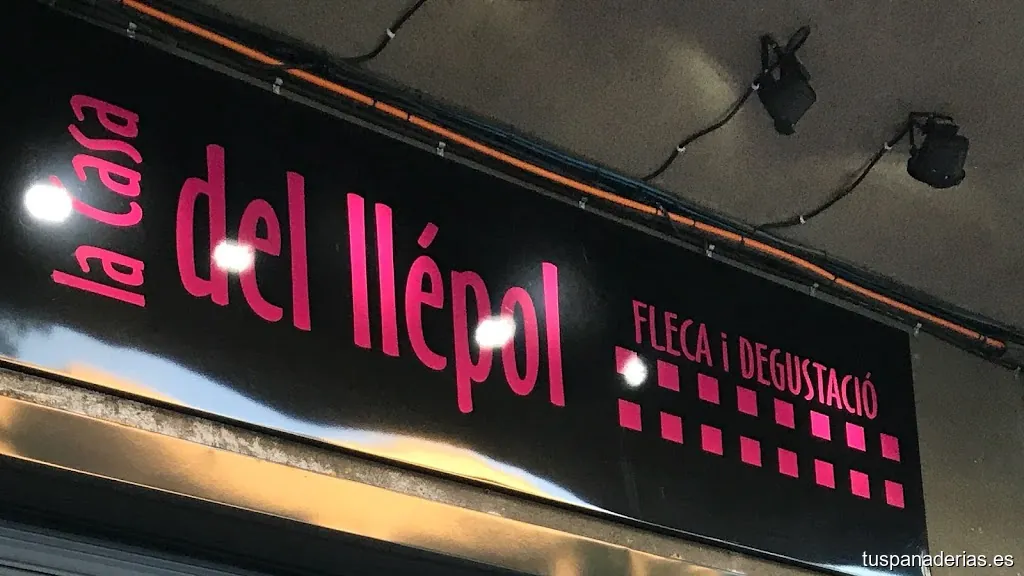 la Casa
del llépol
FLECA i DEGUSTACIÓ
tuspanaderias.es